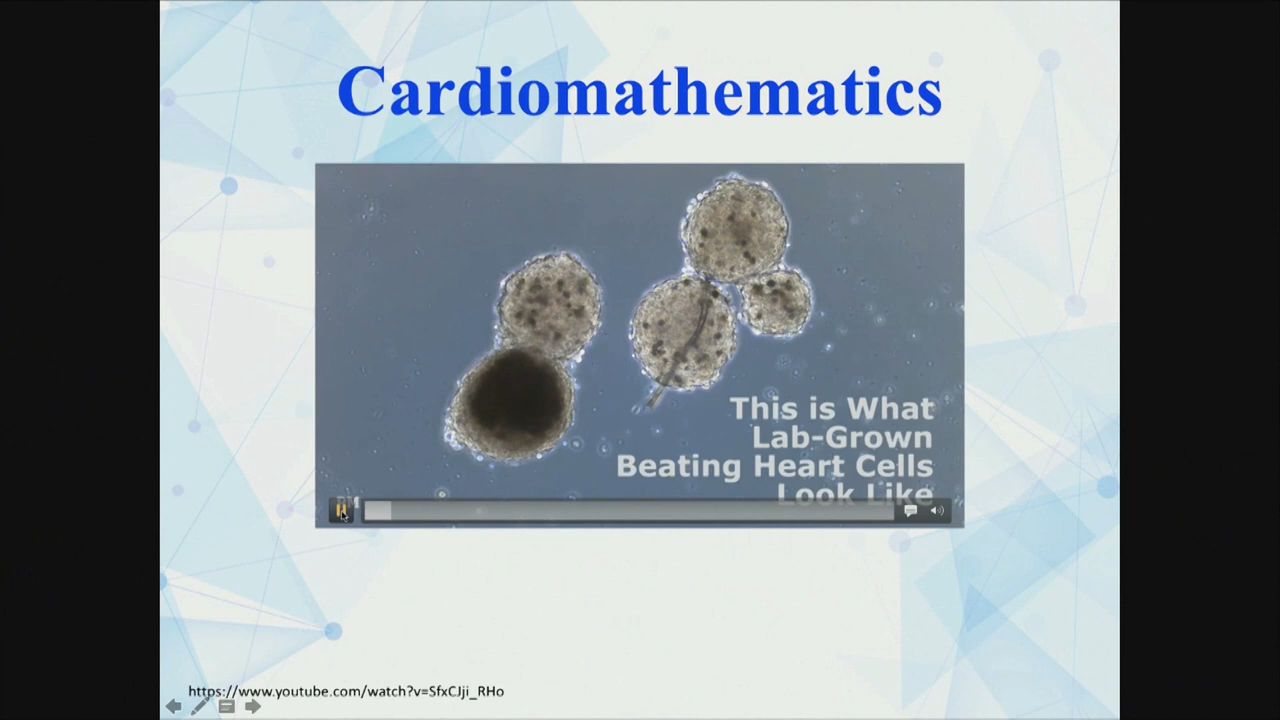 Cardiomathematics
This is What
Lab-Grown
Beating Heart Cells
Look Like
https://www.youtube.com/watch?v=SfxCJji_RHo